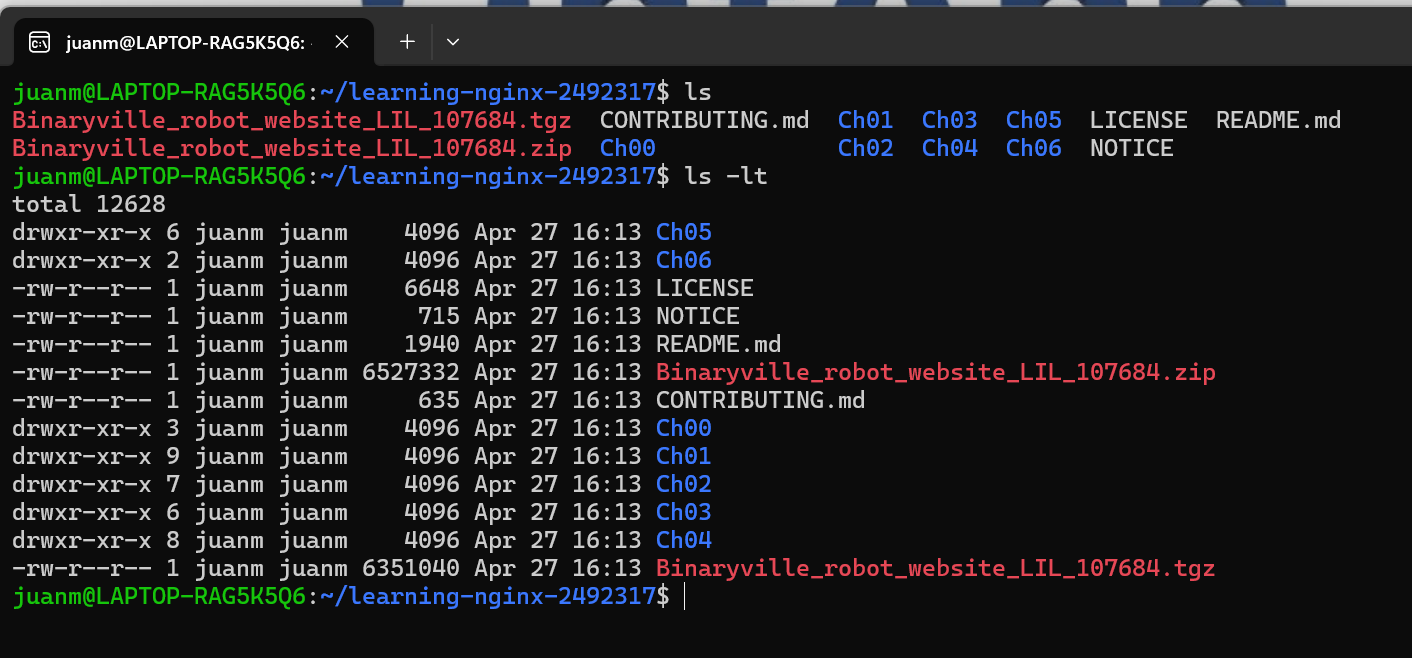 juanm@LAPTOP-RAG5K5Q6:
juanm@LAPTOP-RAG5K5Q6:~/learning-nginx-2492317$ ls
Binaryville_robot_website_LIL_107684.tgz  CONTRIBUTING.md  Ch01  Ch03  Ch05  LICENSE  README.md
Binaryville_robot_website_LIL_107684.zip  Ch00             Ch02  Ch04  Ch06  NOTICE
juanm@LAPTOP-RAG5K5Q6:~/learning-nginx-2492317$ ls -lt
total 12628
drwxr-xr-x 6 juanm juanm    4096 Apr 27 16:13 Ch05
drwxr-xr-x 2 juanm juanm    4096 Apr 27 16:13 Ch06
-rw-r--r-- 1 juanm juanm    6648 Apr 27 16:13 LICENSE
-rw-r--r-- 1 juanm juanm     715 Apr 27 16:13 NOTICE
-rw-r--r-- 1 juanm juanm    1940 Apr 27 16:13 README.md
-rw-r--r-- 1 juanm juanm 6527332 Apr 27 16:13 Binaryville_robot_website_LIL_107684.zip
-rw-r--r-- 1 juanm juanm     635 Apr 27 16:13 CONTRIBUTING.md
drwxr-xr-x 3 juanm juanm    4096 Apr 27 16:13 Ch00
drwxr-xr-x 9 juanm juanm    4096 Apr 27 16:13 Ch01
drwxr-xr-x 7 juanm juanm    4096 Apr 27 16:13 Ch02
drwxr-xr-x 6 juanm juanm    4096 Apr 27 16:13 Ch03
drwxr-xr-x 8 juanm juanm    4096 Apr 27 16:13 Ch04
-rw-r--r-- 1 juanm juanm 6351040 Apr 27 16:13 Binaryville_robot_website_LIL_107684.tgz
juanm@LAPTOP-RAG5K5Q6:~/learning-nginx-2492317$